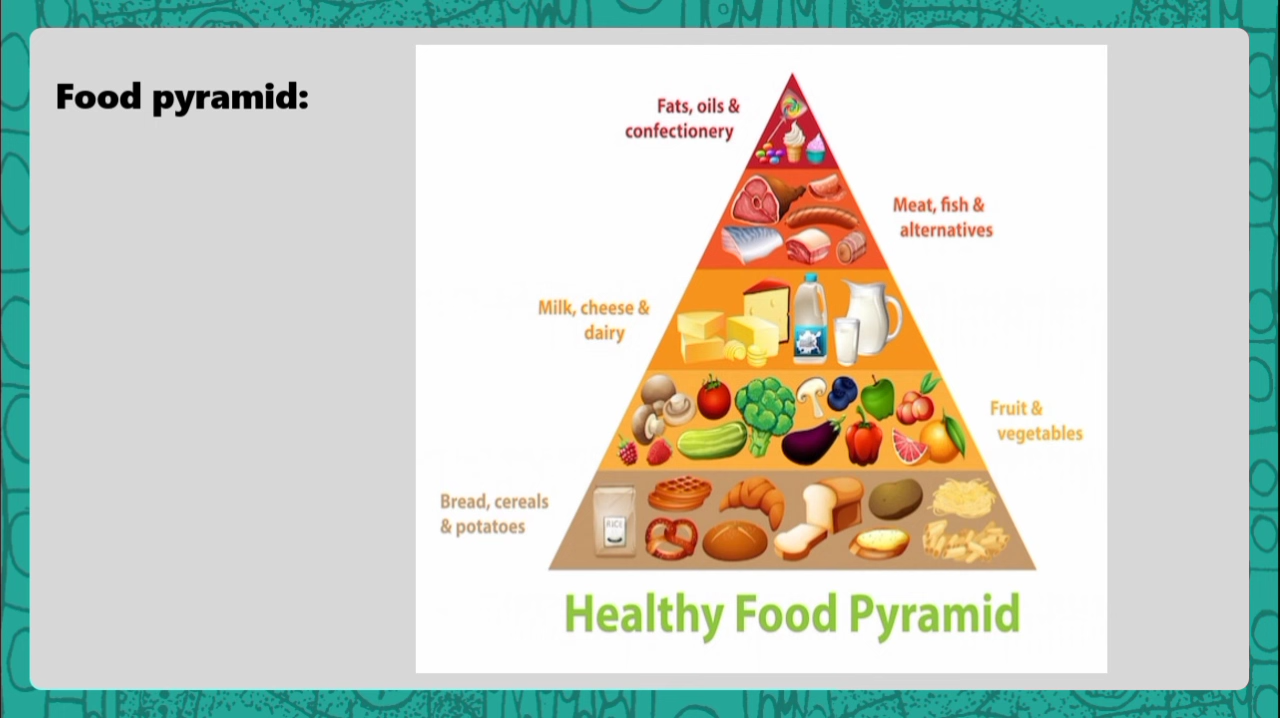 Food pyramid:
Fats, oils &
confectionery
Meat, fish &
alternatives
Milk, cheese &
dairy
Fruit &
vegetables
Bread, cereals
& potatoes
RICE
Healthy Food Pyramid